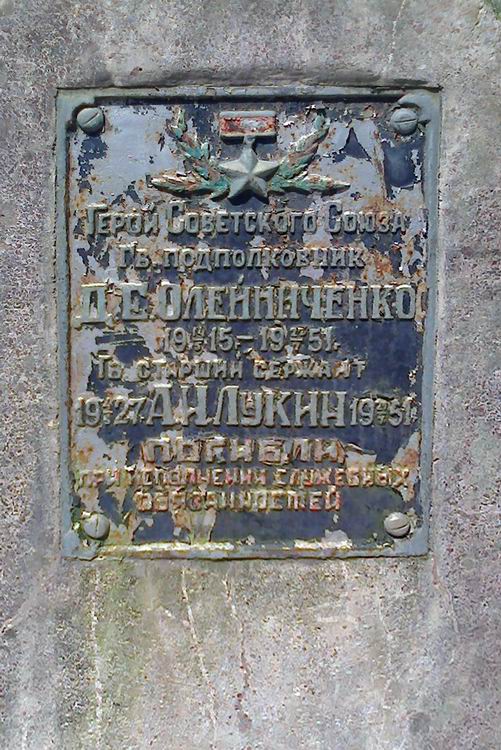 Герой Советского Союза
Гв. подполковник
П.Е. Олейниченко
1915. – 1951.
Гв. старший сержант
1927 А.И. Лукин 1951.
погибли
при исполнении служебных
обязанностей